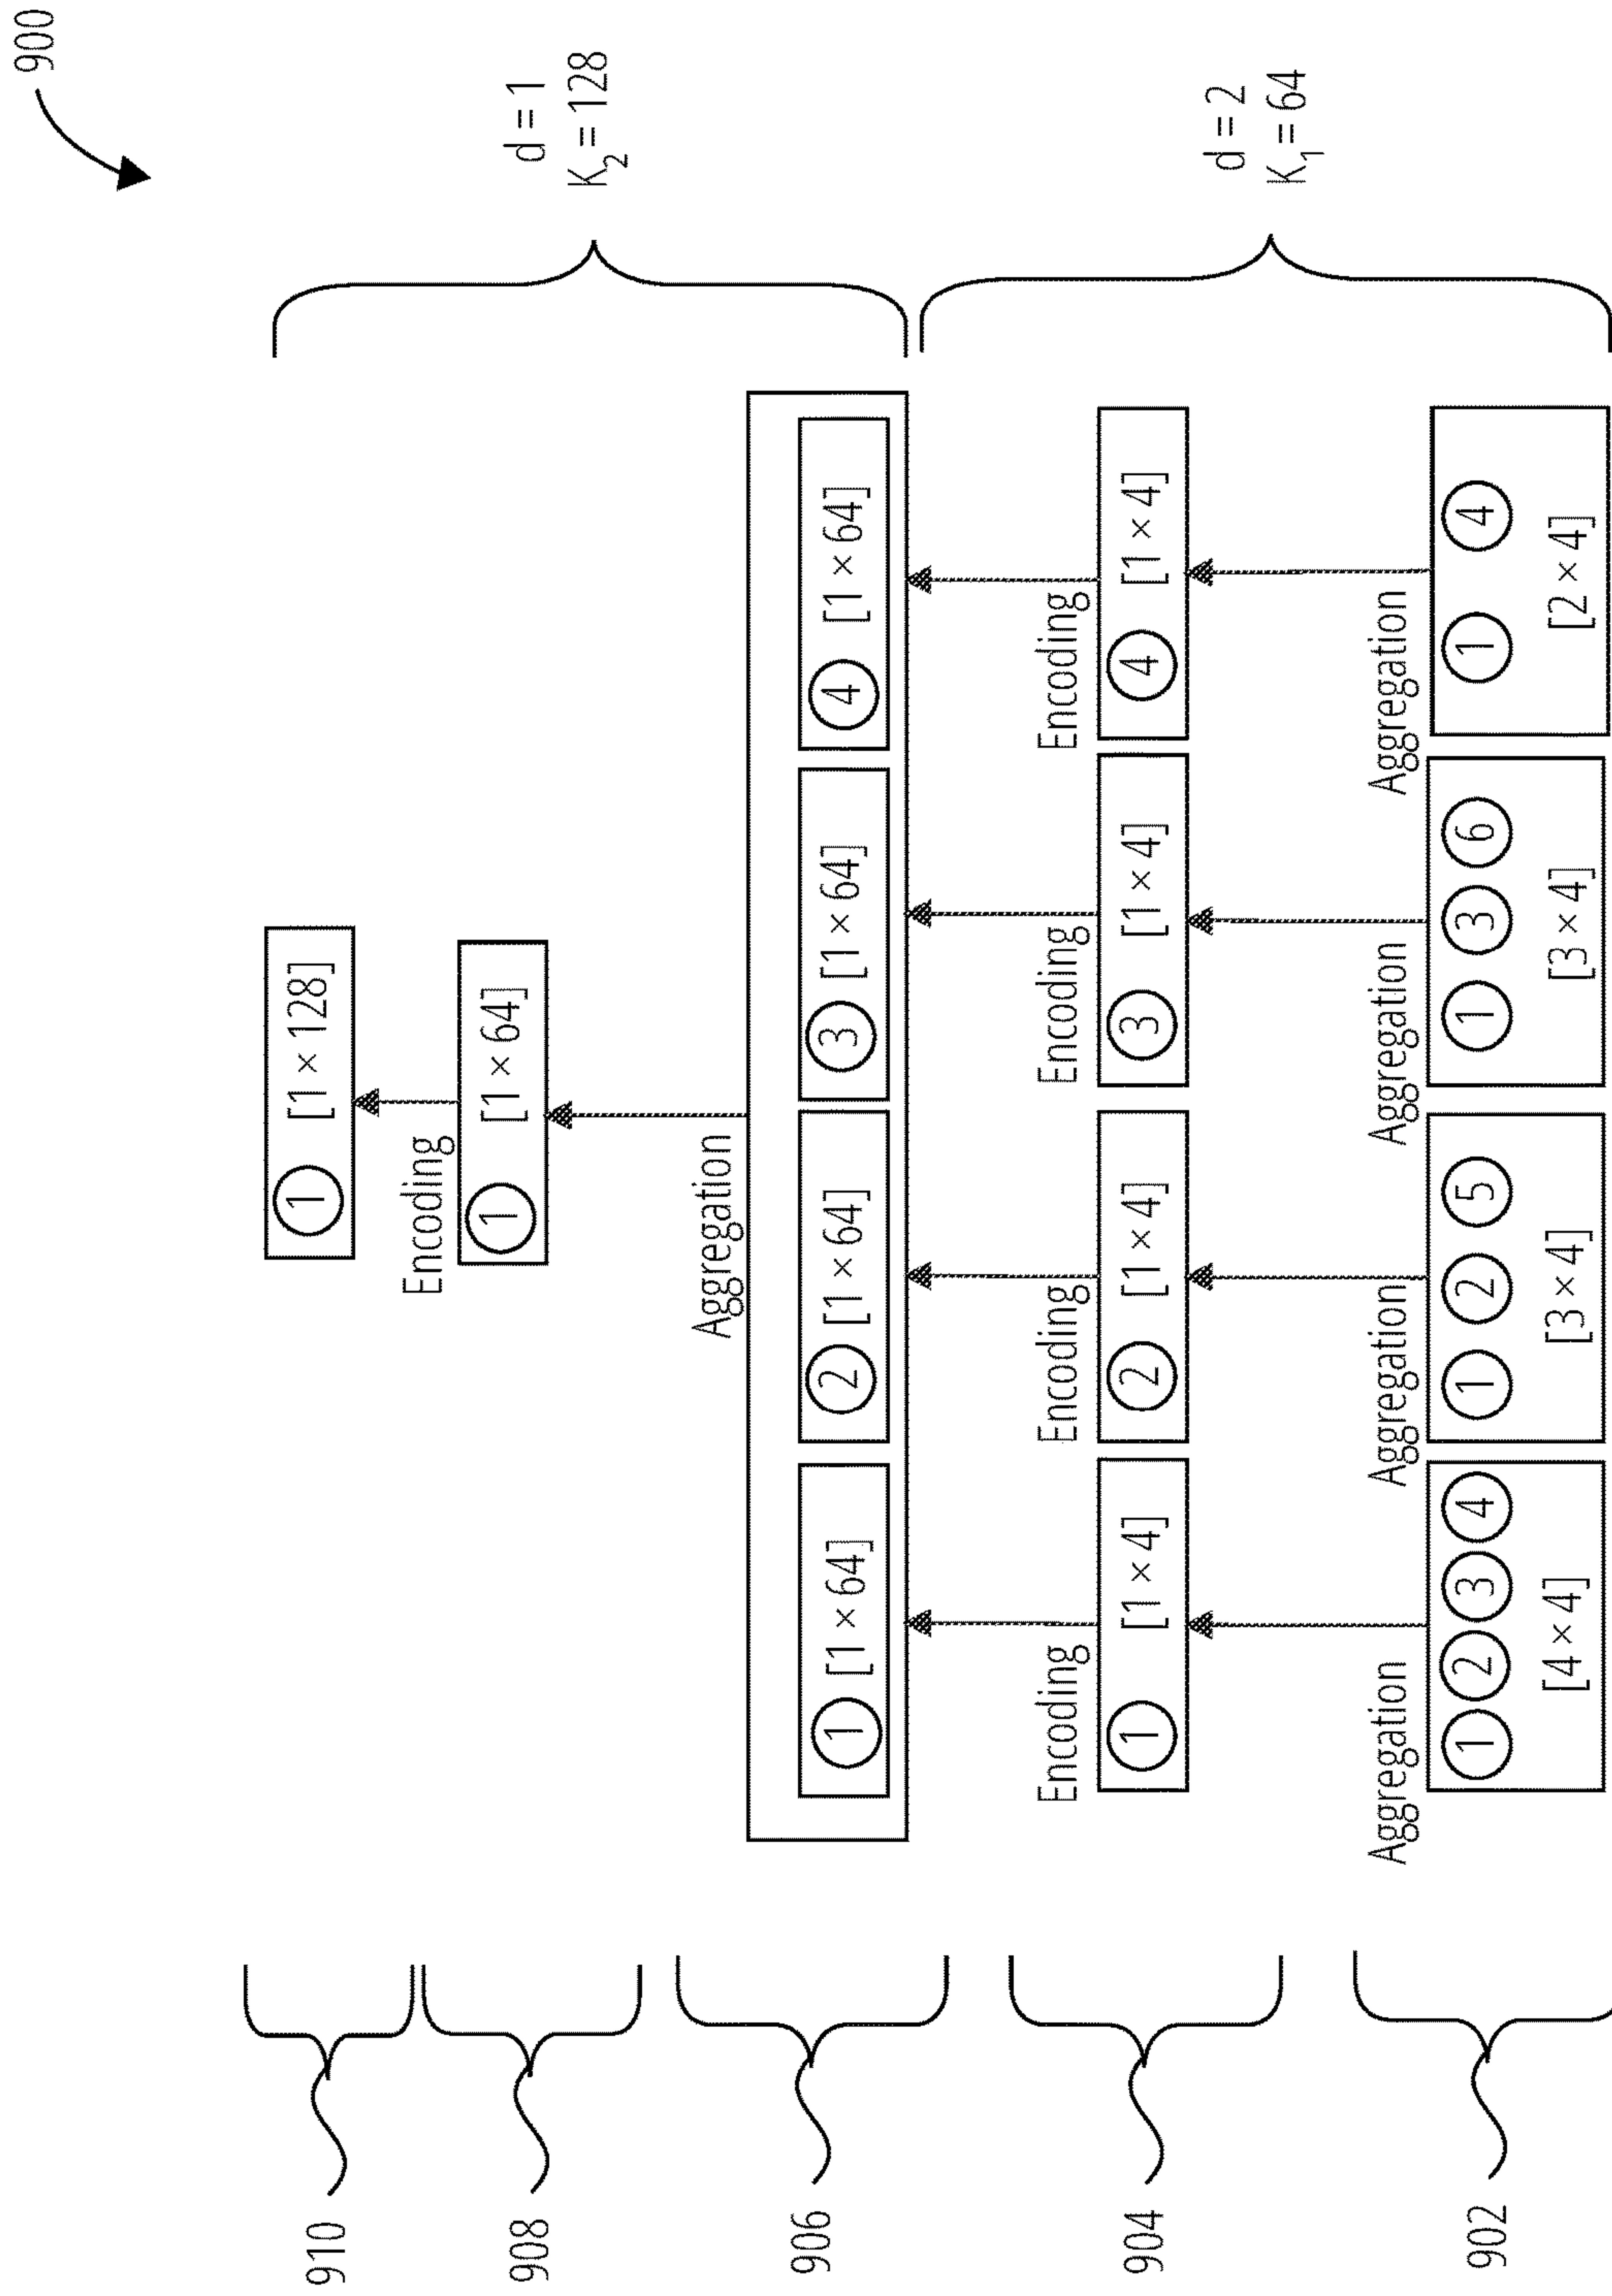 900
910 1 [1 × 128]
Encoding
908 1 [1 × 64]
d = 1
K₂ = 128
Aggregation
906 1 [1 × 64] 2 [1 × 64] 3 [1 × 64] 4 [1 × 64]
Encoding Encoding Encoding Encoding
904 1 [1 × 4] 2 [1 × 4] 3 [1 × 4] 4 [1 × 4]
d = 2
K₁ = 64
Aggregation Aggregation Aggregation Aggregation
902 1 2 3 4 1 2 5 1 3 6 1 4
[4 × 4] [3 × 4] [3 × 4] [2 × 4]